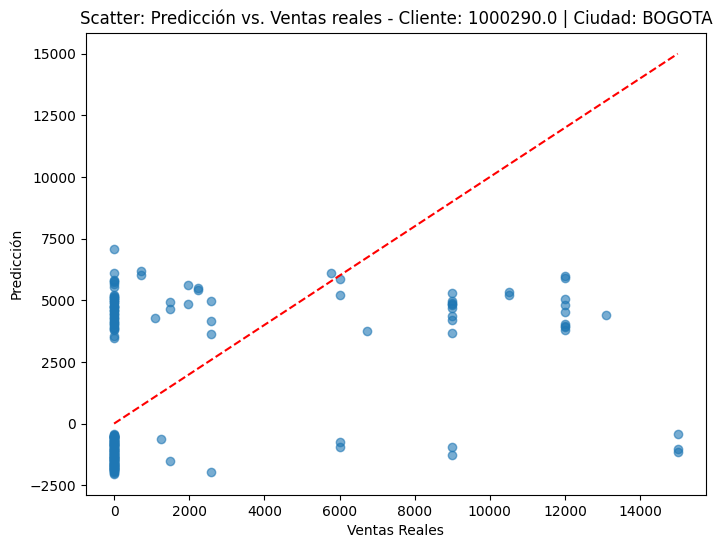 Scatter: Predicción vs. Ventas reales - Cliente: 1000290.0 | Ciudad: BOGOTA
15000
12500
10000
7500
5000
2500
0
−2500
Predicción
0 2000 4000 6000 8000 10000 12000 14000
Ventas Reales